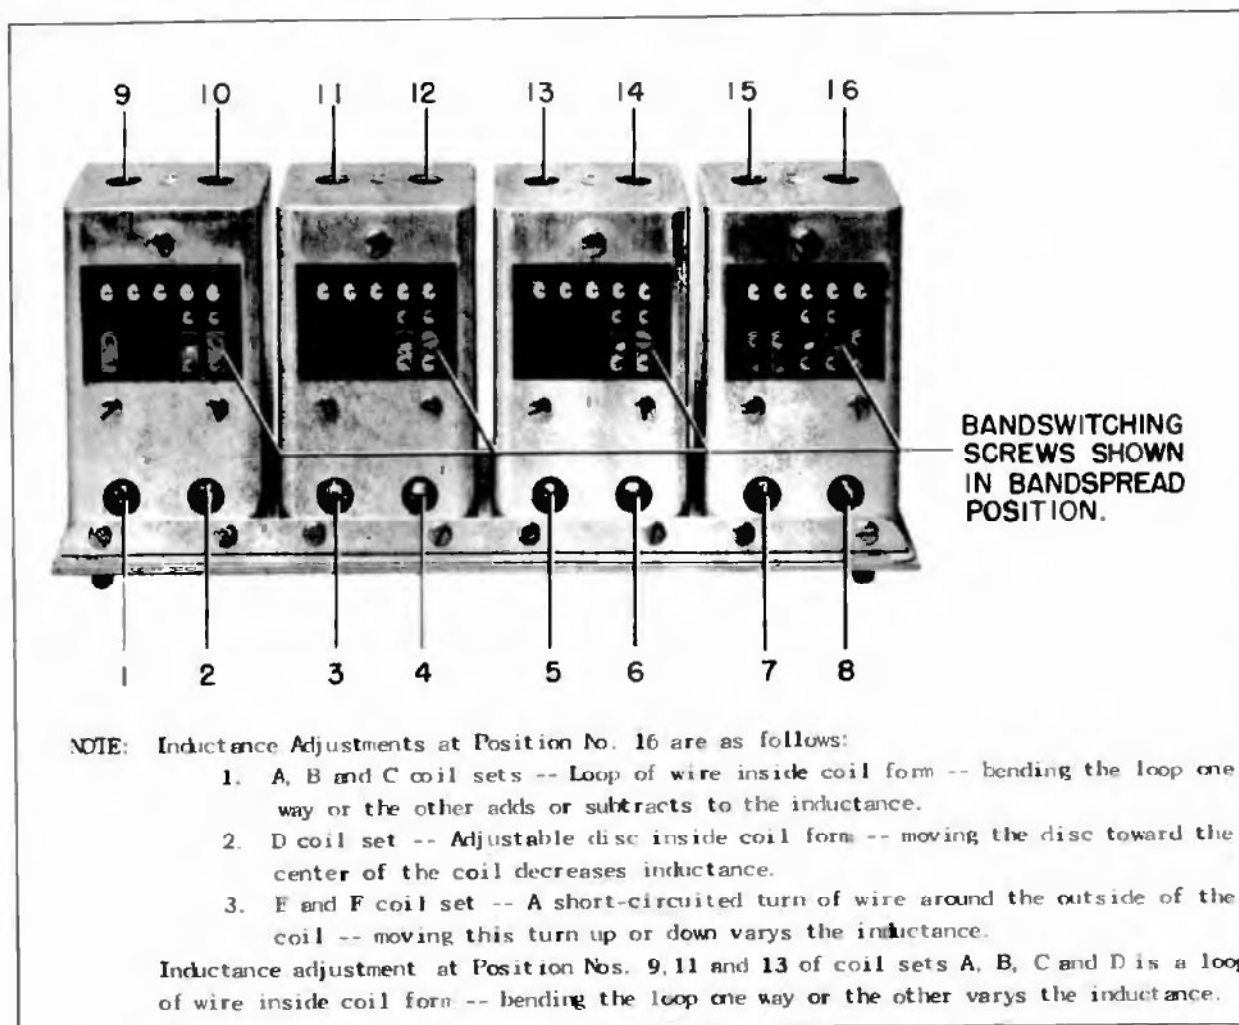 9 10 11 12 13 14 15 16
BANDSWITCHING
SCREWS SHOWN
IN BANDSPREAD
POSITION.
1 2 3 4 5 6 7 8
NOTE: Inductance Adjustments at Position No. 16 are as follows:
1. A, B and C coil sets -- Loop of wire inside coil form -- bending the loop one
way or the other adds or subtracts to the inductance.
2. D coil set -- Adjustable disc inside coil form -- moving the disc toward the
center of the coil decreases inductance.
3. E and F coil set -- A short-circuited turn of wire around the outside of the
coil -- moving this turn up or down varys the inductance.
Inductance adjustment at Position Nos. 9, 11 and 13 of coil sets A, B, C and D is a loop
of wire inside coil form -- bending the loop one way or the other varys the inductance.